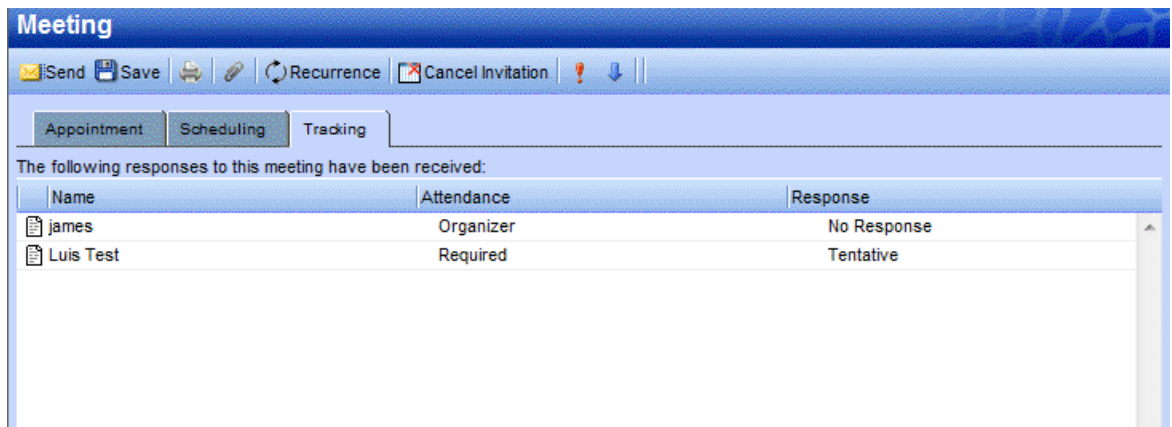 Meeting
Send Save Recurrence Cancel Invitation
Appointment Scheduling Tracking
The following responses to this meeting have been received:
Name Attendance Response
james Organizer No Response
Luis Test Required Tentative